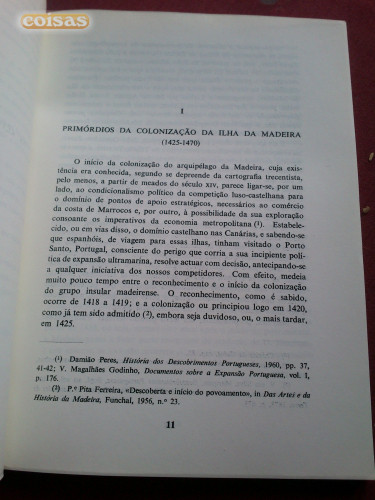 coisas
I
PRIMÓRDIOS DA COLONIZAÇÃO DA ILHA DA MADEIRA
(1425-1470)
O início da colonização do arquipélago da Madeira, cuja exis-
tência era conhecida, segundo se depreende da cartografia trecentista,
pelo menos, a partir de meados do século XIV, parece ligar-se, por um
lado, ao condicionalismo político da competição luso-castelhana para
o domínio de pontos de apoio estratégicos, necessários ao comércio
da costa de Marrocos e, por outro, à possibilidade da sua exploração
consoante os imperativos da economia metropolitana (¹). Estabele-
cido, ou em vias disso, o domínio castelhano nas Canárias, e sabendo-se
que espanhóis, de viagem para essas ilhas, tinham visitado o Porto
Santo, Portugal, consciente do perigo que corria a sua incipiente polí-
tica de expansão ultramarina, resolve actuar com decisão, antecipando-se
a qualquer iniciativa dos nossos competidores. Com efeito, medeia
muito pouco tempo entre o reconhecimento e o início da colonização
do grupo insular madeirense. O reconhecimento, como é sabido,
ocorre de 1418 a 1419; e a colonização ou principiou logo em 1420,
como já tem sido admitido (²), embora seja duvidoso, ou, o mais tardar,
em 1425.
(¹) Damião Peres, História dos Descobrimentos Portugueses, 1960, pp. 37,
41-42; V. Magalhães Godinho, Documentos sobre a Expansão Portuguesa, vol. I,
p. 176.
(²) P.e Pita Ferreira, «Descoberta e início do povoamento», in Das Artes e da
História da Madeira, Funchal, 1956, n.º 23.
11